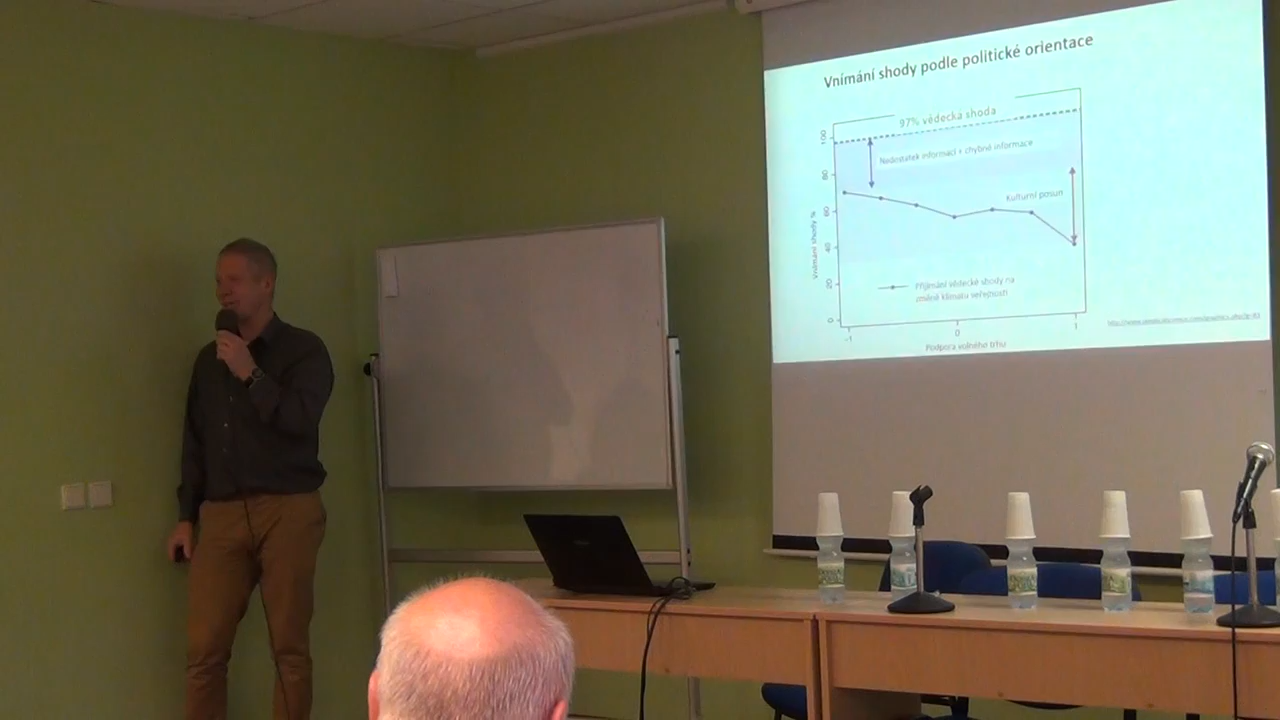 Vnímání shody podle politické orientace
97% vědecká shoda
Nedostatek informací + chybné informace
Kulturní posun
Vnímání shody %
100
80
60
40
20
0
Přijímání vědecké shody na
změně klimatu veřejností
-1
0
1
Podpora volného trhu